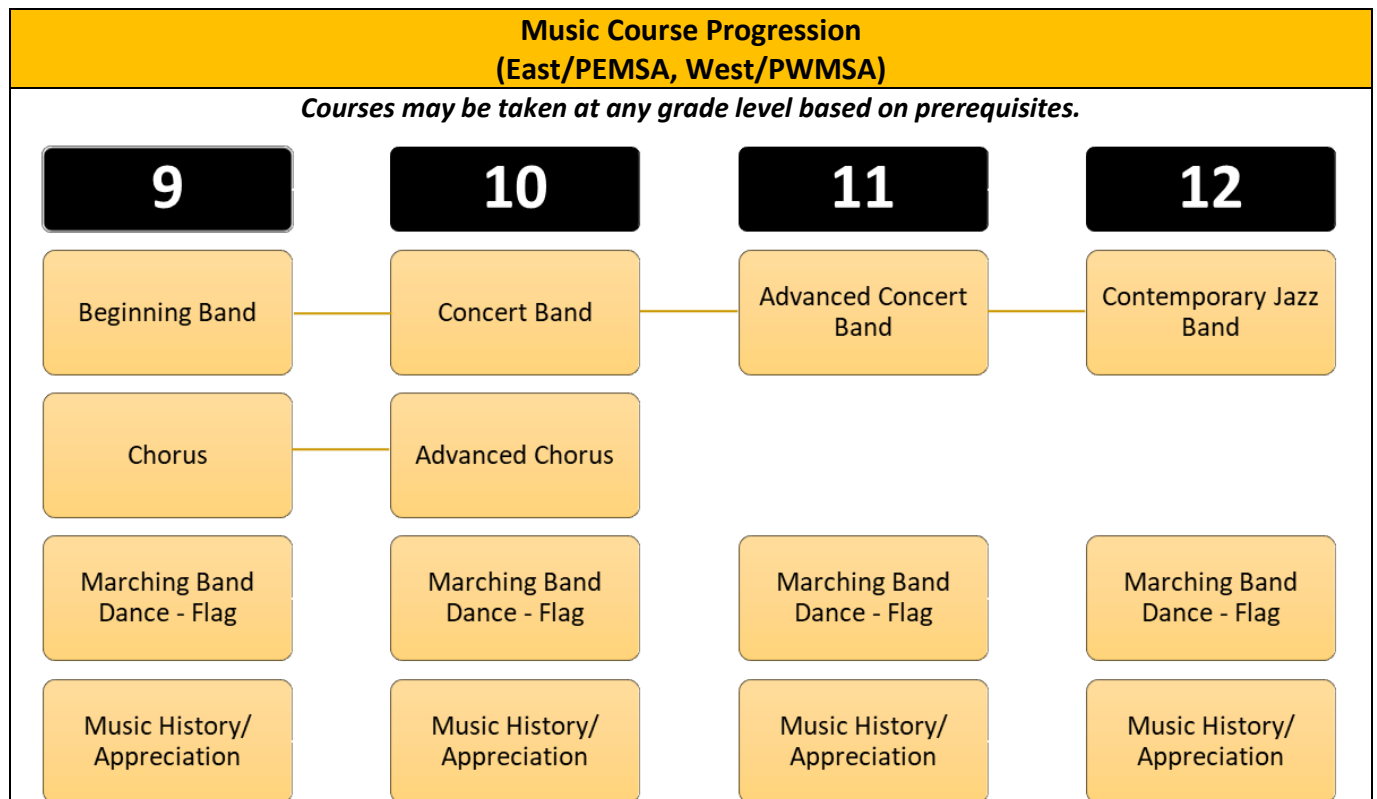 Music Course Progression
(East/PEMSA, West/PWMSA)
Courses may be taken at any grade level based on prerequisites.
9
10
11
12
Beginning Band
Concert Band
Advanced Concert
Band
Contemporary Jazz
Band
Chorus
Advanced Chorus
Marching Band
Dance - Flag
Marching Band
Dance - Flag
Marching Band
Dance - Flag
Marching Band
Dance - Flag
Music History/
Appreciation
Music History/
Appreciation
Music History/
Appreciation
Music History/
Appreciation